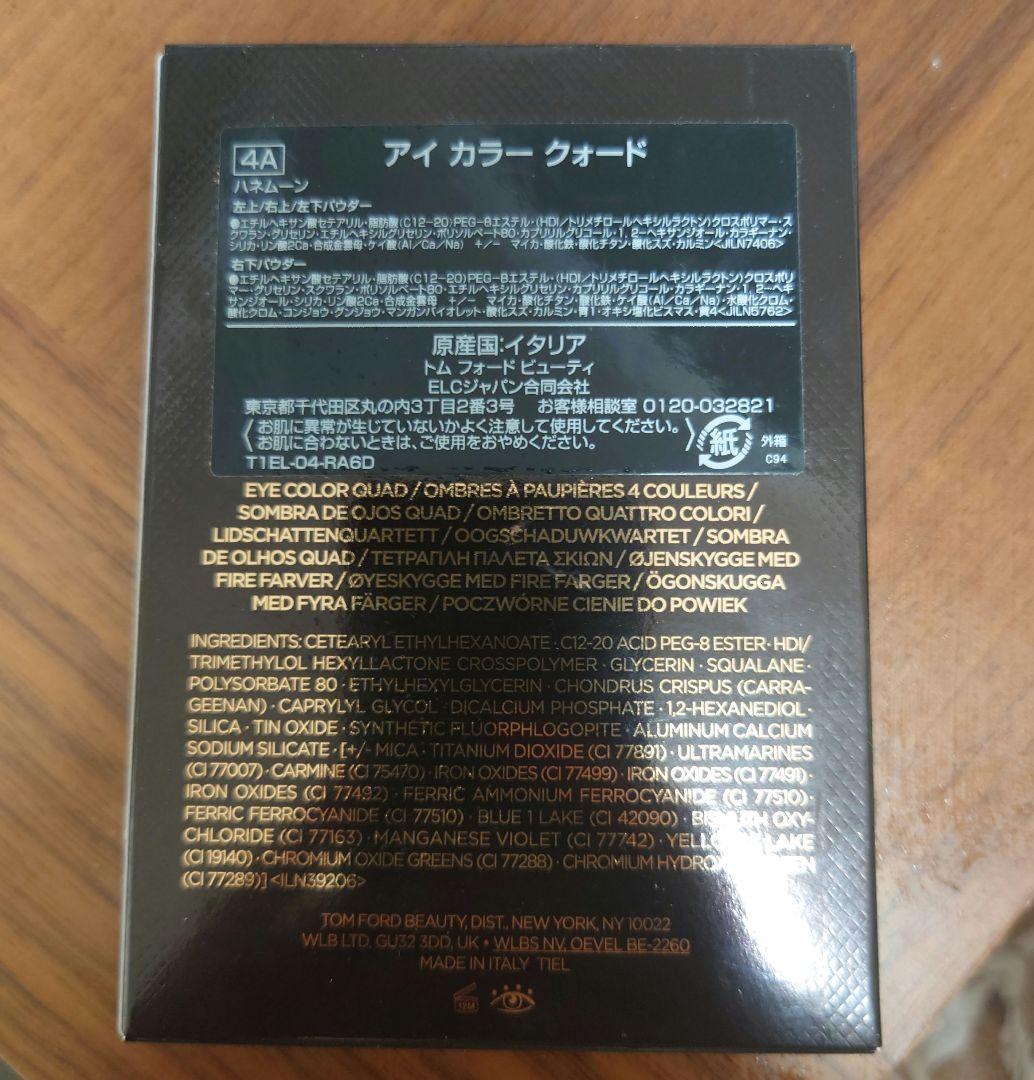 4A
アイ カラー クォード
ハネムーン
左上/右上/左下パウダー
●エチルヘキサン酸セテアリル・脂肪酸(C12-20)PEG-8エステル・(HDI/トリメチロールヘキシルラクトン)クロスポリマー・ス
クワラン・グリセリン・エチルヘキシルグリセリン・ポリソルベート80・カプリリルグリコール・1,2-ヘキサンジオール・カラギーナン・
シリカ・リン酸2Ca・合成金雲母・ケイ酸(Al/Ca/Na) +/- マイカ・酸化鉄・酸化チタン・酸化スズ・カルミン<JILN7406>
右下パウダー
●エチルヘキサン酸セテアリル・脂肪酸(C12-20)PEG-8エステル・(HDI/トリメチロールヘキシルラクトン)クロスポリ
マー・グリセリン・スクワラン・ポリソルベート80・エチルヘキシルグリセリン・カプリリルグリコール・カラギーナン・1,2-ヘキ
サンジオール・シリカ・リン酸2Ca・合成金雲母 +/- マイカ・酸化チタン・酸化鉄・ケイ酸(Al/Ca/Na)・水酸化クロム・
酸化クロム・コンジョウ・グンジョウ・マンガンバイオレット・酸化スズ・カルミン・青1・オキシ塩化ビスマス・黄4<JILN5762>
原産国:イタリア
トム フォード ビューティ
ELCジャパン合同会社
東京都千代田区丸の内3丁目2番3号 お客様相談室 0120-032821
お肌に異常が生じていないかよく注意して使用してください。
お肌に合わないときは、ご使用をおやめください。
紙 外箱
T1EL-04-RA6D
C94
EYE COLOR QUAD / OMBRES À PAUPIÈRES 4 COULEURS /
SOMBRA DE OJOS QUAD / OMBRETTO QUATTRO COLORI /
LIDSCHATTENQUARTETT / OOGSCHADUWKWARTET / SOMBRA
DE OLHOS QUAD / ΤΕΤΡΑΠΛΗ ΠΑΛΕΤΑ ΣΚΙΩΝ / ØJENSKYGGE MED
FIRE FARVER / ØYESKYGGE MED FIRE FARGER / ÖGONSKUGGA
MED FYRA FÄRGER / POCZWÓRNE CIENIE DO POWIEK
INGREDIENTS: CETEARYL ETHYLHEXANOATE · C12-20 ACID PEG-8 ESTER · HDI/
TRIMETHYLOL HEXYLLACTONE CROSSPOLYMER · GLYCERIN · SQUALANE ·
POLYSORBATE 80 · ETHYLHEXYLGLYCERIN · CHONDRUS CRISPUS (CARRA-
GEENAN) · CAPRYLYL GLYCOL · DICALCIUM PHOSPHATE · 1,2-HEXANEDIOL ·
SILICA · TIN OXIDE · SYNTHETIC FLUORPHLOGOPITE · ALUMINUM CALCIUM
SODIUM SILICATE · [+/- MICA · TITANIUM DIOXIDE (CI 77891) · ULTRAMARINES
(CI 77007) · CARMINE (CI 75470) · IRON OXIDES (CI 77499) · IRON OXIDES (CI 77491) ·
IRON OXIDES (CI 77492) · FERRIC AMMONIUM FERROCYANIDE (CI 77510) ·
FERRIC FERROCYANIDE (CI 77510) · BLUE 1 LAKE (CI 42090) · BISMUTH OXY-
CHLORIDE (CI 77163) · MANGANESE VIOLET (CI 77742) · YELLOW LAKE
(CI 19140) · CHROMIUM OXIDE GREENS (CI 77288) · CHROMIUM
(CI 77289)] <ILN39206>
TOM FORD BEAUTY, DIST., NEW YORK, NY 10022
WLB LTD. GU32 3DD, UK • WLBS NV, OEVEL BE-2260
MADE IN ITALY T1EL
12M